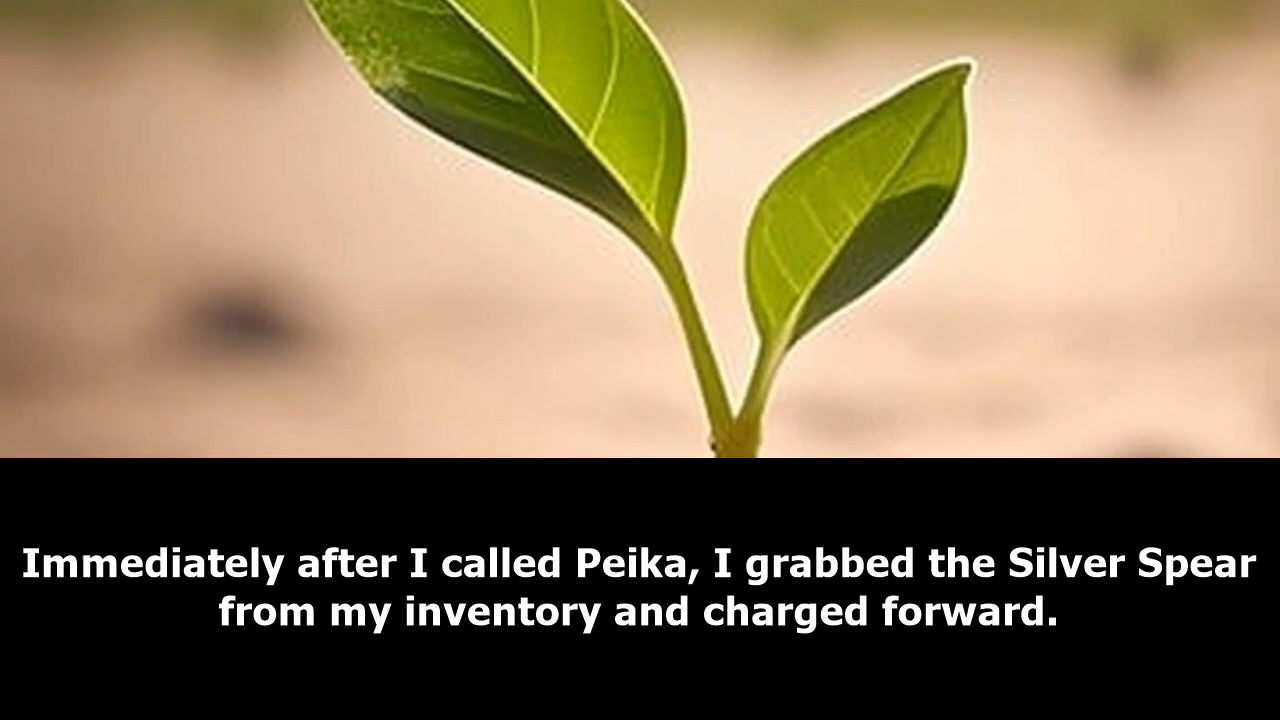 Immediately after I called Peika, I grabbed the Silver Spear
from my inventory and charged forward.